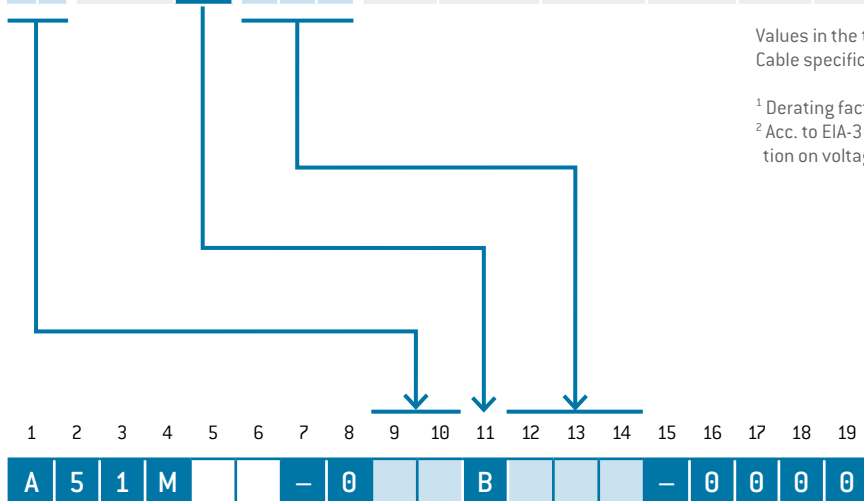 Values in the
Cable specific
¹ Derating fact
² Acc. to EIA-3
tion on voltag
1 2 3 4 5 6 7 8 9 10 11 12 13 14 15 16 17 18 19
A 5 1 M – 0 B – 0 0 0 0